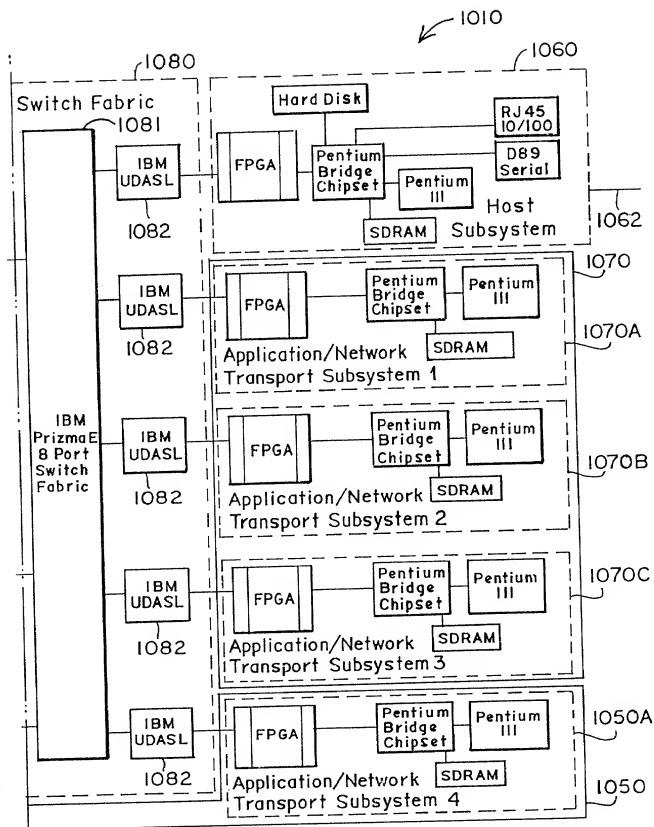 1010
1080
1060
Switch Fabric
1081
Hard Disk
RJ45
10/100
IBM
UDASL
FPGA
Pentium
Bridge
Chipset
D89
Serial
Pentium
III
1082
Host
Subsystem
SDRAM
1062
1070
IBM
UDASL
FPGA
Pentium
Bridge
Chipset
Pentium
III
1082
SDRAM
1070A
Application/Network
Transport Subsystem 1
IBM
PrizmaE
8 Port
Switch
Fabric
IBM
UDASL
FPGA
Pentium
Bridge
Chipset
Pentium
III
1070B
1082
SDRAM
Application/Network
Transport Subsystem 2
IBM
UDASL
FPGA
Pentium
Bridge
Chipset
Pentium
III
1070C
1082
SDRAM
Application/Network
Transport Subsystem 3
IBM
UDASL
FPGA
Pentium
Bridge
Chipset
Pentium
III
1050A
1082
SDRAM
Application/Network
Transport Subsystem 4
1050